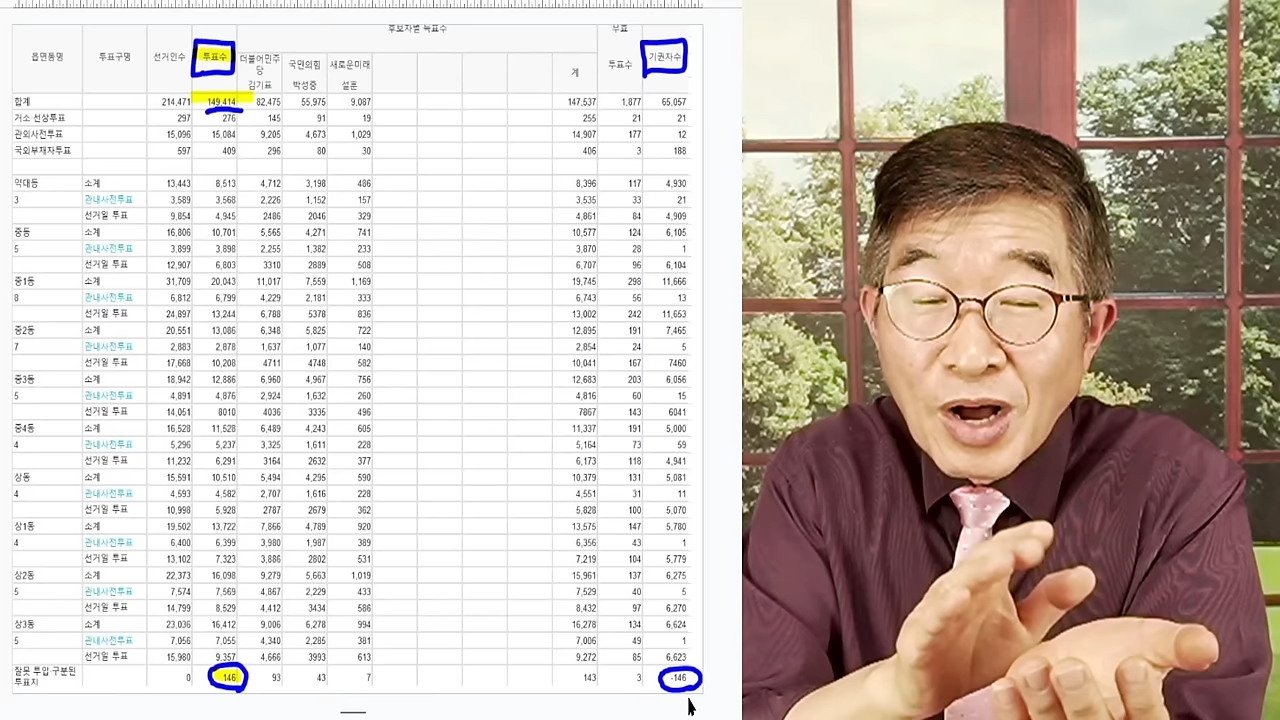 후보자별 득표수 무효
읍면동명 투표구명 선거인수 투표수 더불어민주당 김기표 국민의힘 박성중 새로운미래 설훈 계 투표수 기권자수
합계 214,471 149,414 82,475 55,975 9,087 147,537 1,877 65,057
거소·선상투표 297 276 145 91 19 255 21 21
관외사전투표 15,096 15,084 9,205 4,673 1,029 14,907 177 12
국외부재자투표 597 409 296 80 30 406 3 188
약대동 소계 13,443 8,513 4,712 3,198 486 8,396 117 4,930
3 관내사전투표 3,589 3,568 2,226 1,152 157 3,535 33 21
선거일 투표 9,854 4,945 2486 2046 329 4,861 84 4,909
중동 소계 16,806 10,701 5,565 4,271 741 10,577 124 6,105
5 관내사전투표 3,899 3,898 2,255 1,382 233 3,870 28 1
선거일 투표 12,907 6,803 3310 2889 508 6,707 96 6,104
중1동 소계 31,709 20,043 11,017 7,559 1,169 19,745 298 11,666
8 관내사전투표 6,812 6,799 4,229 2,181 333 6,743 56 13
선거일 투표 24,897 13,244 6,788 5378 836 13,002 242 11,653
중2동 소계 20,551 13,086 6,348 5,825 722 12,895 191 7,465
7 관내사전투표 2,883 2,878 1,637 1,077 140 2,854 24 5
선거일 투표 17,668 10,208 4711 4748 582 10,041 167 7460
중3동 소계 18,942 12,886 6,960 4,967 756 12,683 203 6,056
5 관내사전투표 4,891 4,876 2,924 1,632 260 4,816 60 15
선거일 투표 14,051 8010 4036 3335 496 7867 143 6041
중4동 소계 16,528 11,528 6,489 4,243 605 11,337 191 5,000
4 관내사전투표 5,296 5,237 3,325 1,611 228 5,164 73 59
선거일 투표 11,232 6,291 3164 2632 377 6,173 118 4,941
상동 소계 15,591 10,510 5,494 4,295 590 10,379 131 5,081
4 관내사전투표 4,593 4,582 2,707 1,616 228 4,551 31 11
선거일 투표 10,998 5,928 2787 2679 362 5,828 100 5,070
상1동 소계 19,502 13,722 7,866 4,789 920 13,575 147 5,780
4 관내사전투표 6,400 6,399 3,980 1,987 389 6,356 43 1
선거일 투표 13,102 7,323 3,886 2802 531 7,219 104 5,779
상2동 소계 22,373 16,098 9,279 5,663 1,019 15,961 137 6,275
5 관내사전투표 7,574 7,569 4,867 2,229 433 7,529 40 5
선거일 투표 14,799 8,529 4,412 3434 586 8,432 97 6,270
상3동 소계 23,036 16,412 9,006 6,278 994 16,278 134 6,624
5 관내사전투표 7,056 7,055 4,340 2,285 381 7,006 49 1
선거일 투표 15,980 9,357 4,666 3993 613 9,272 85 6,623
잘못 투입·구분된 투표지 0 146 93 43 7 143 3 -146